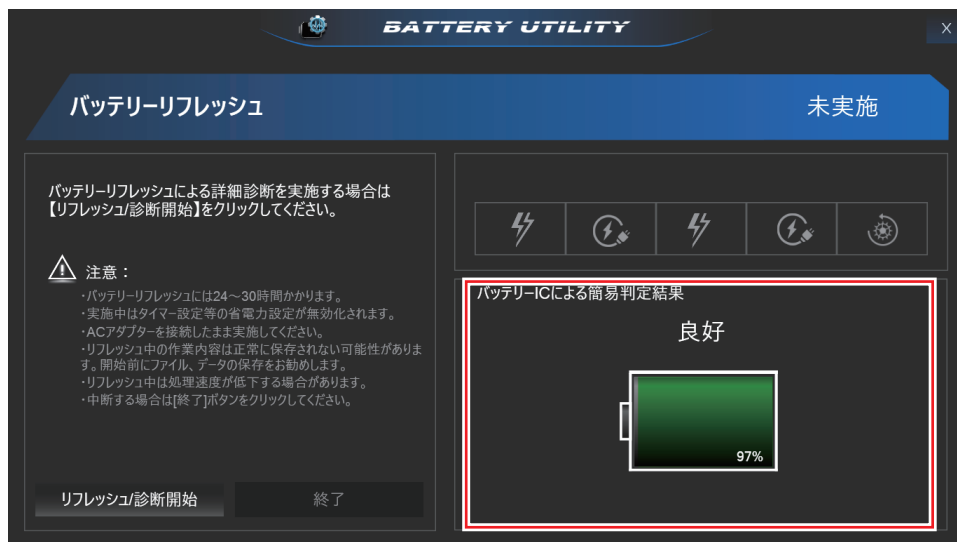 BATTERY UTILITY
X
バッテリーリフレッシュ
未実施
バッテリーリフレッシュによる詳細診断を実施する場合は
【リフレッシュ/診断開始】をクリックしてください。
注意：
・バッテリーリフレッシュには24～30時間かかります。
・実施中はタイマー設定等の省電力設定が無効化されます。
・ACアダプターを接続したまま実施してください。
・リフレッシュ中の作業内容は正常に保存されない可能性がありま
す。開始前にファイル、データの保存をお勧めします。
・リフレッシュ中は処理速度が低下する場合があります。
・中断する場合は[終了]ボタンをクリックしてください。
リフレッシュ/診断開始
終了
バッテリーICによる簡易判定結果
良好
97%